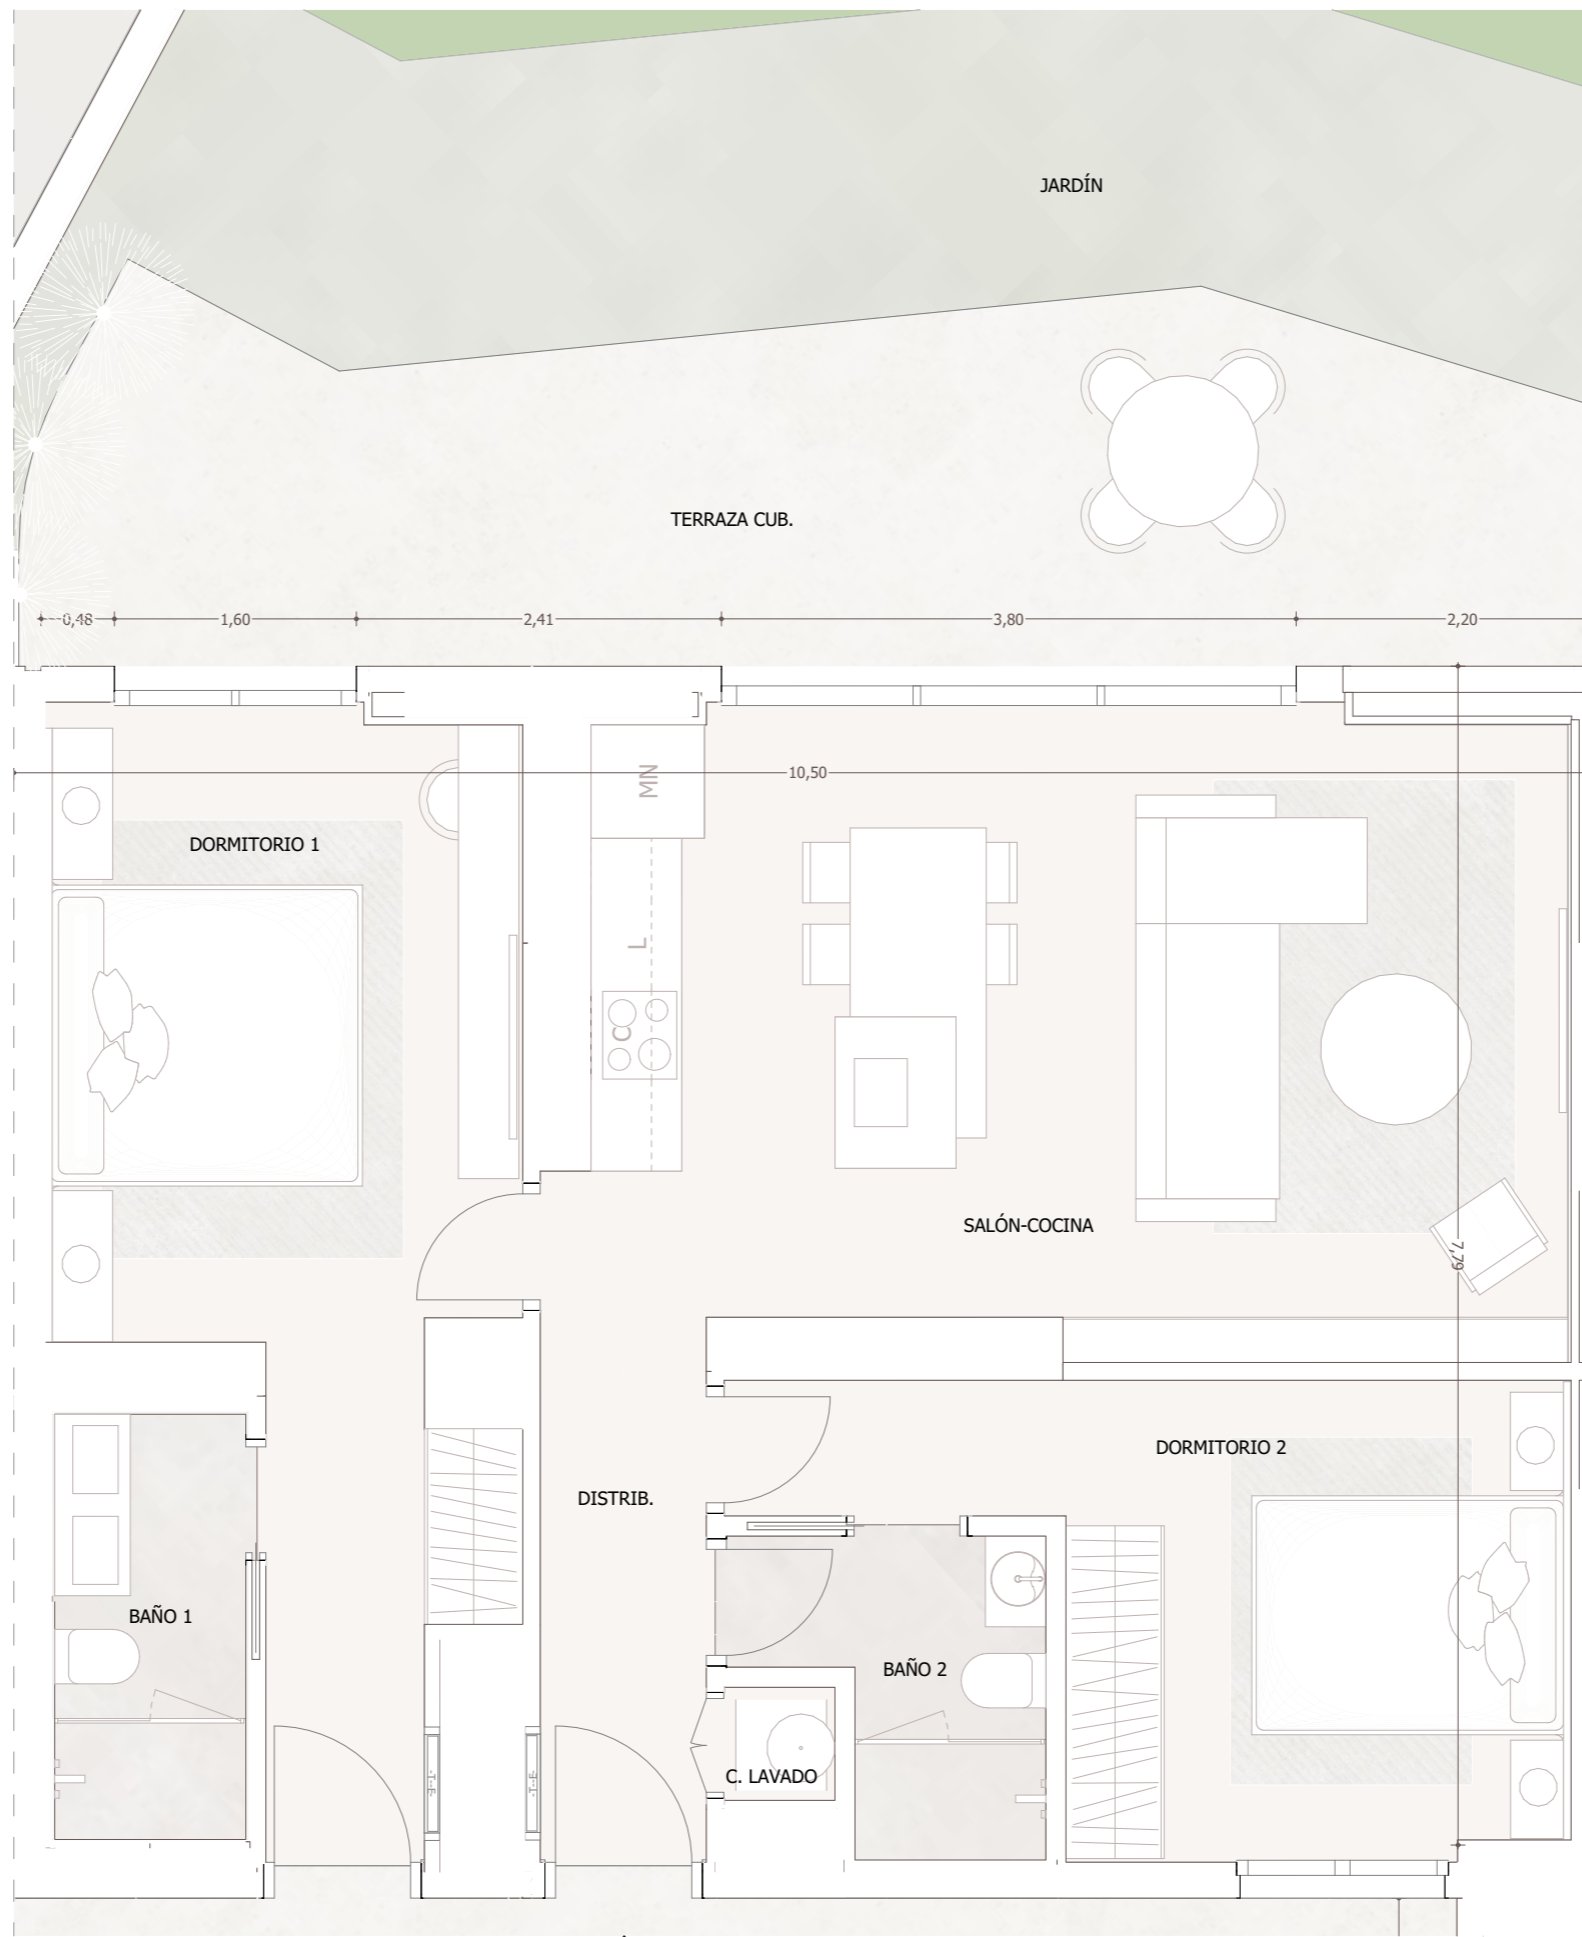 JARDÍN
TERRAZA CUB.
0,48
1,60
2,41
3,80
2,20
10,50
MN
DORMITORIO 1
L
C
SALÓN-COCINA
7,79
DORMITORIO 2
DISTRIB.
BAÑO 1
BAÑO 2
C. LAVADO